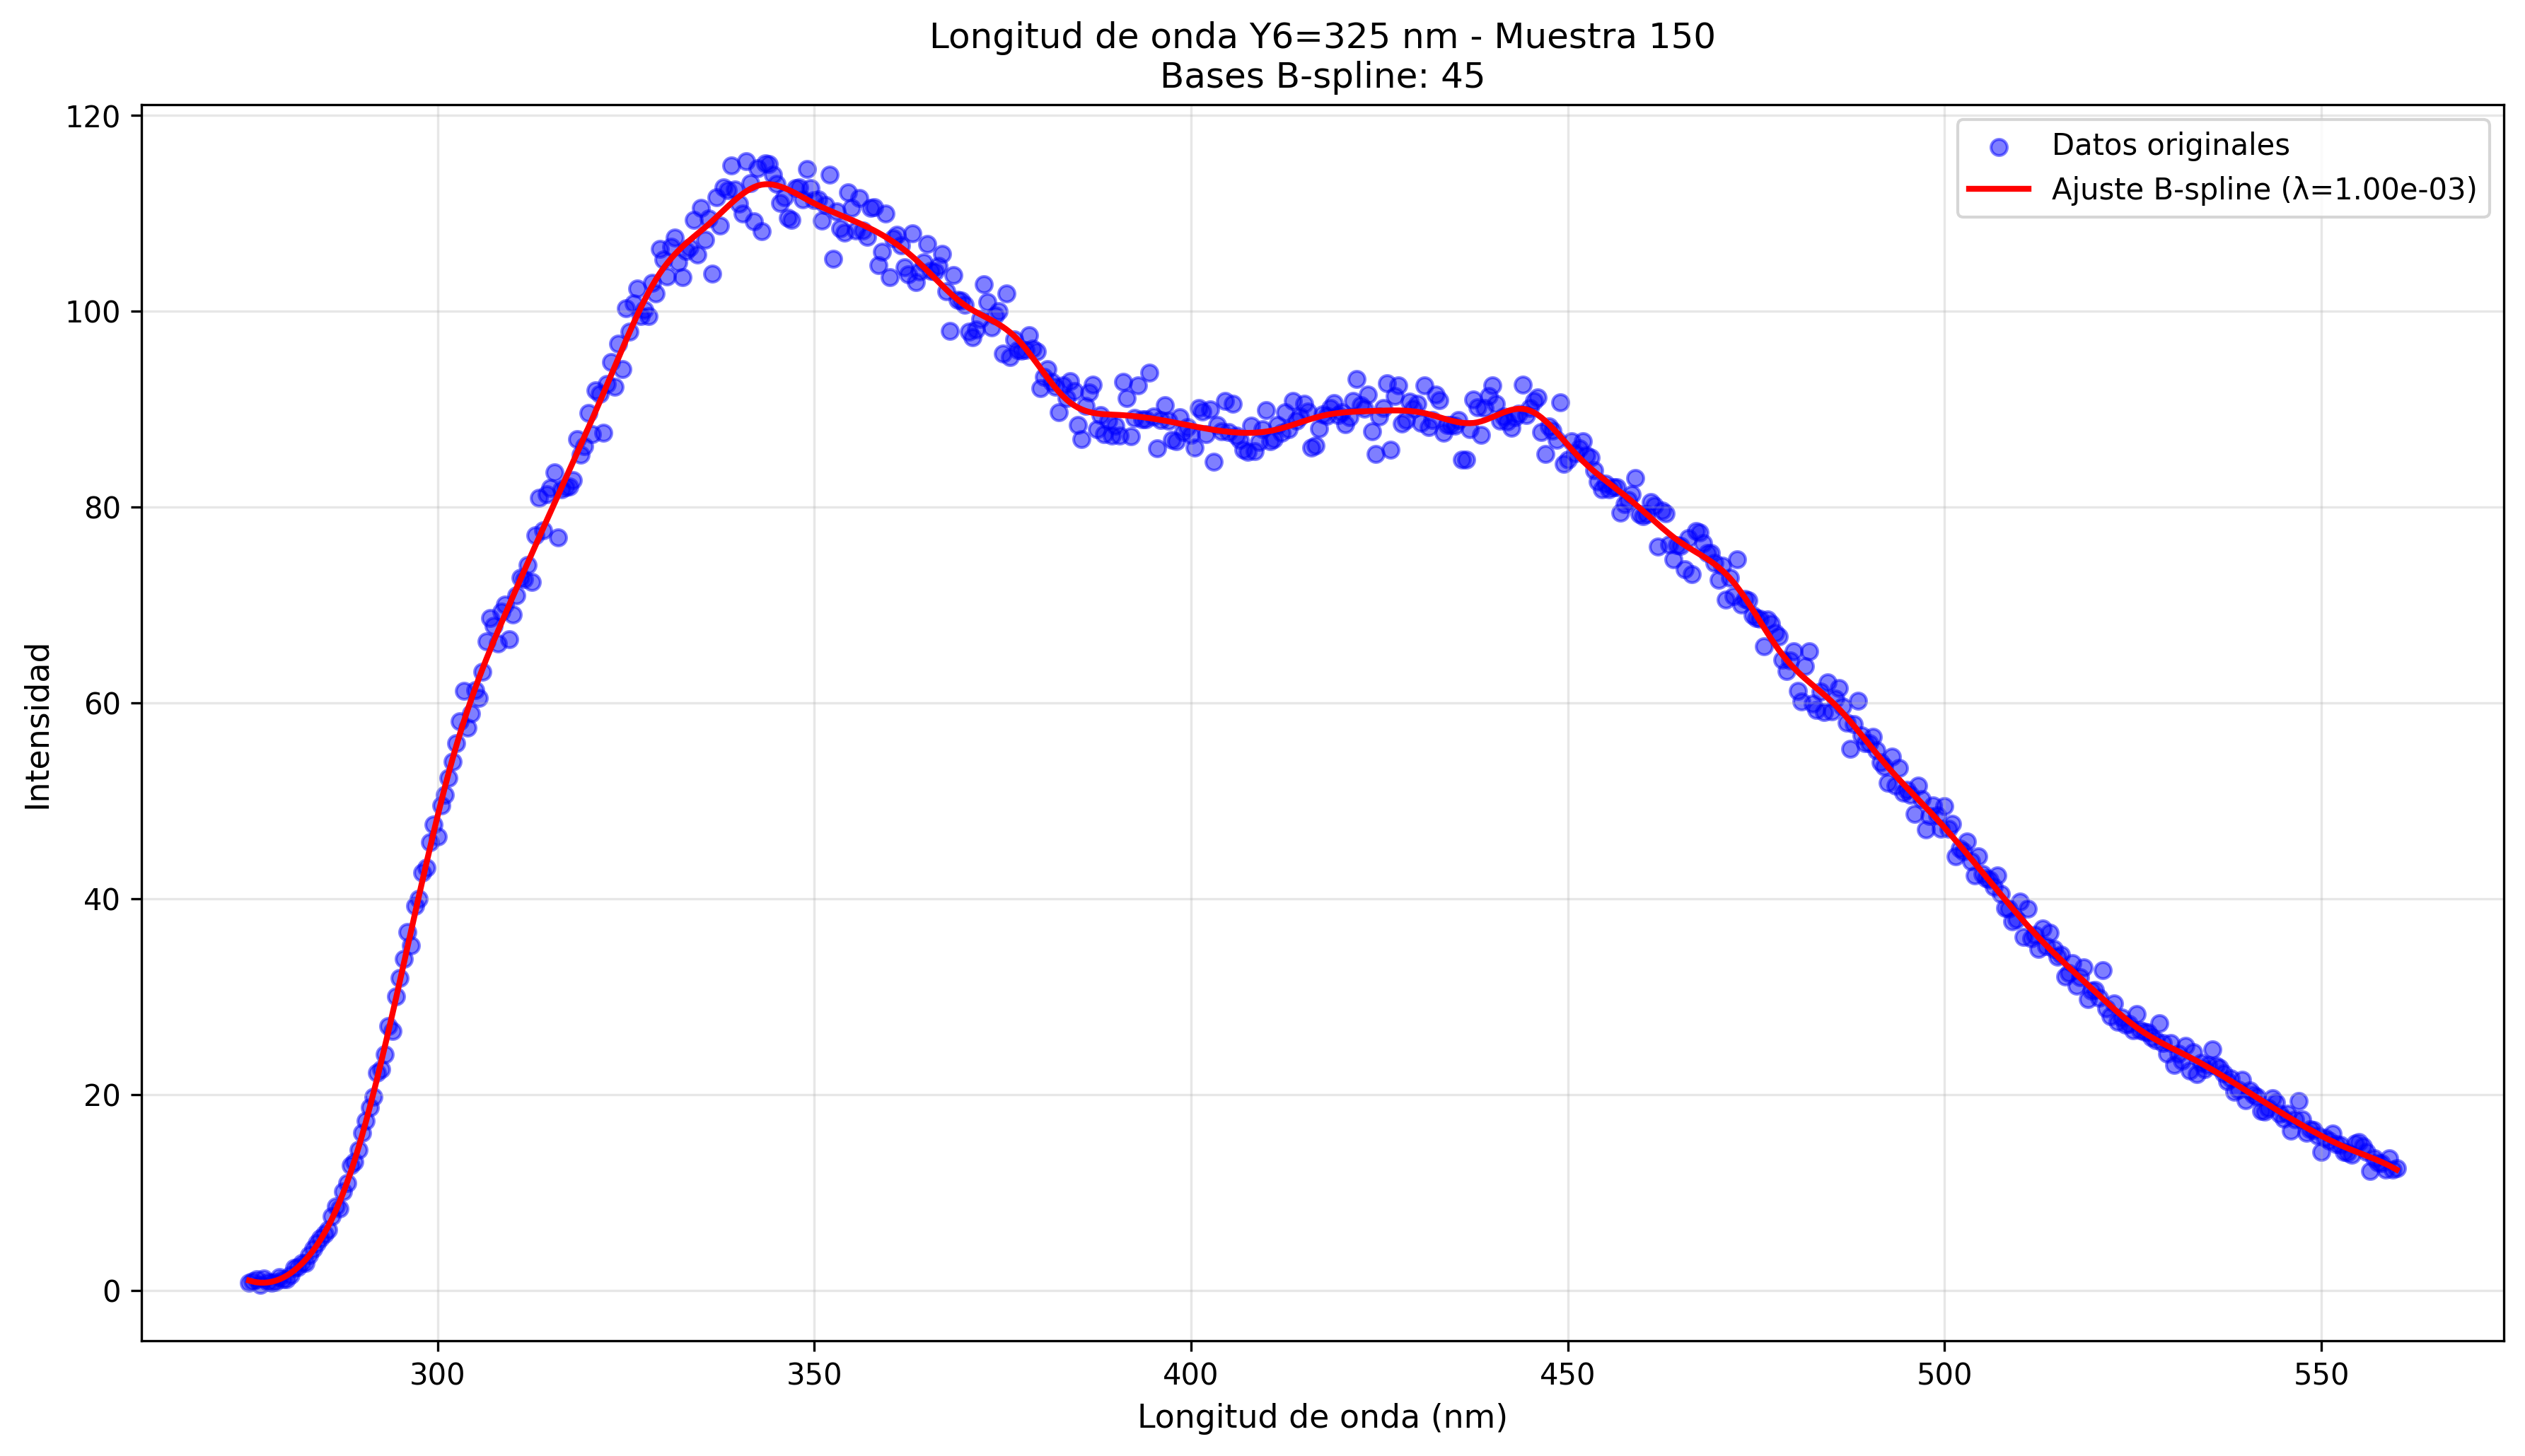 Longitud de onda Y6=325 nm - Muestra 150
Bases B-spline: 45
Datos originales
Ajuste B-spline (λ=1.00e-03)
120
100
80
60
40
20
0
Intensidad
300 350 400 450 500 550
Longitud de onda (nm)